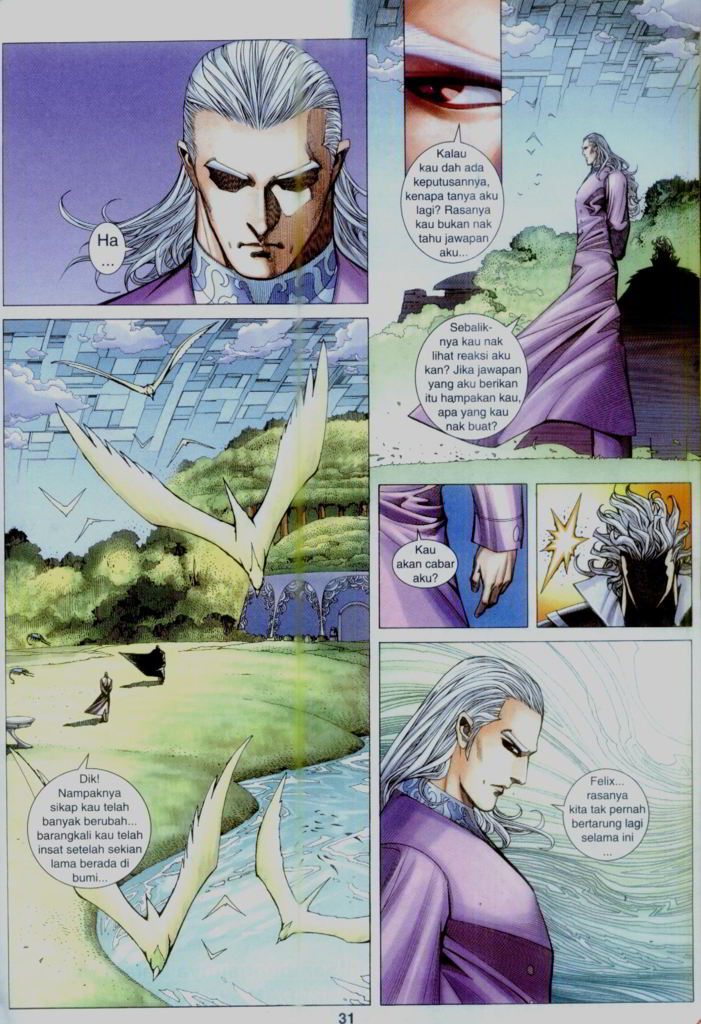 Ha
...
Dik!
Nampaknya
sikap kau telah
banyak berubah...
barangkali kau telah
insat setelah sekian
lama berada di
bumi...
Kalau
kau dah ada
keputusannya,
kenapa tanya aku
lagi? Rasanya
kau bukan nak
tahu jawapan
aku...
Sebalik-
nya kau nak
lihat reaksi aku
kan? Jika jawapan
yang aku berikan
itu hampakan kau,
apa yang kau
nak buat?
Kau
akan cabar
aku?
Felix...
rasanya
kita tak pernah
bertarung lagi
selama ini
...
31